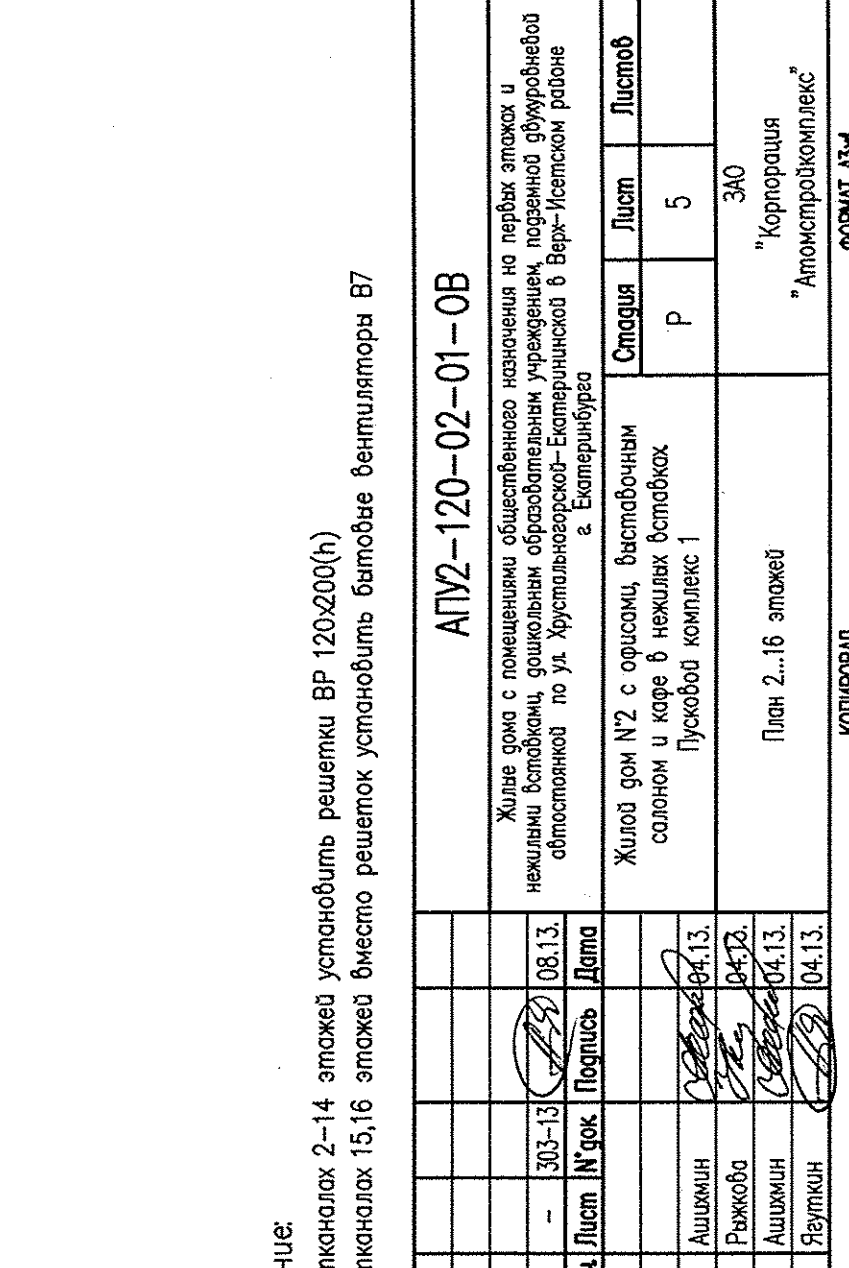 ние:
тканалах 2–14 этажей установить решетки ВР 120х200(h)
тканалах 15,16 этажей вместо решеток установить бытовые вентиляторы В7
АПУ2–120–02–01–ОВ
Жилые дома с помещениями общественного назначения на первых этажах и
нежилыми вставками, дошкольным образовательным учреждением, подземной двухуровневой
автостоянкой по ул. Хрустальногорской–Екатерининской в Верх–Исетском районе
г. Екатеринбурга
– 303–13 08.13.
Лист N°док Подпись Дата
Жилой дом N°2 с офисами, выставочным
салоном и кафе в нежилых вставках
Пусковой комплекс 1
Стадия Лист Листов
Р 5
Ашихмин 04.13.
Рыжкова 04.13.
Ашихмин 04.13.
Ягуткин 04.13.
План 2...16 этажей
ЗАО
"Корпорация
"Атомстройкомплекс"
КОПИРОВАЛ
ФОРМАТ А3х4